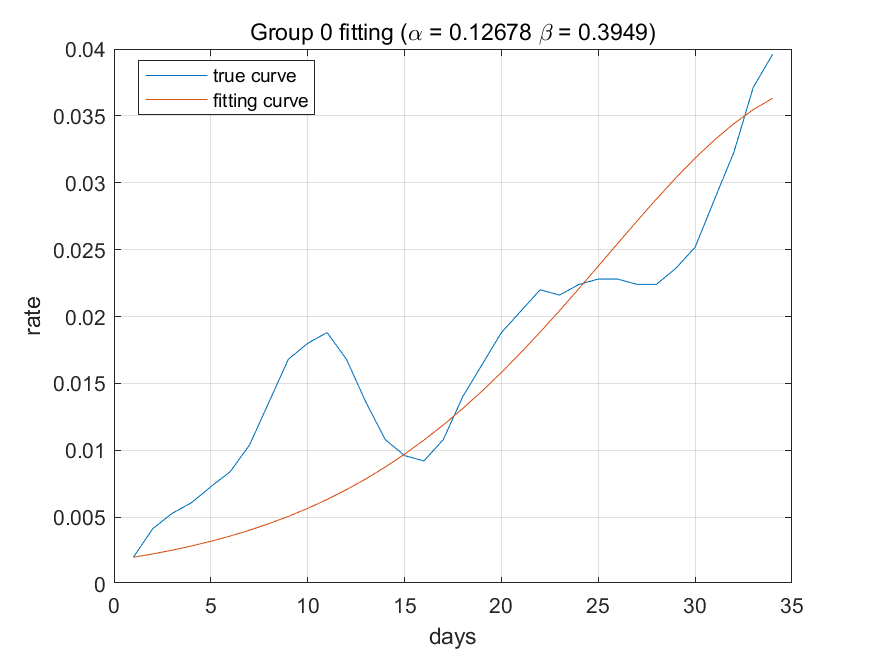 Group 0 fitting (α = 0.12678 β = 0.3949)
true curve
fitting curve
0.04
0.035
0.03
0.025
0.02
0.015
0.01
0.005
0
rate
0 5 10 15 20 25 30 35
days